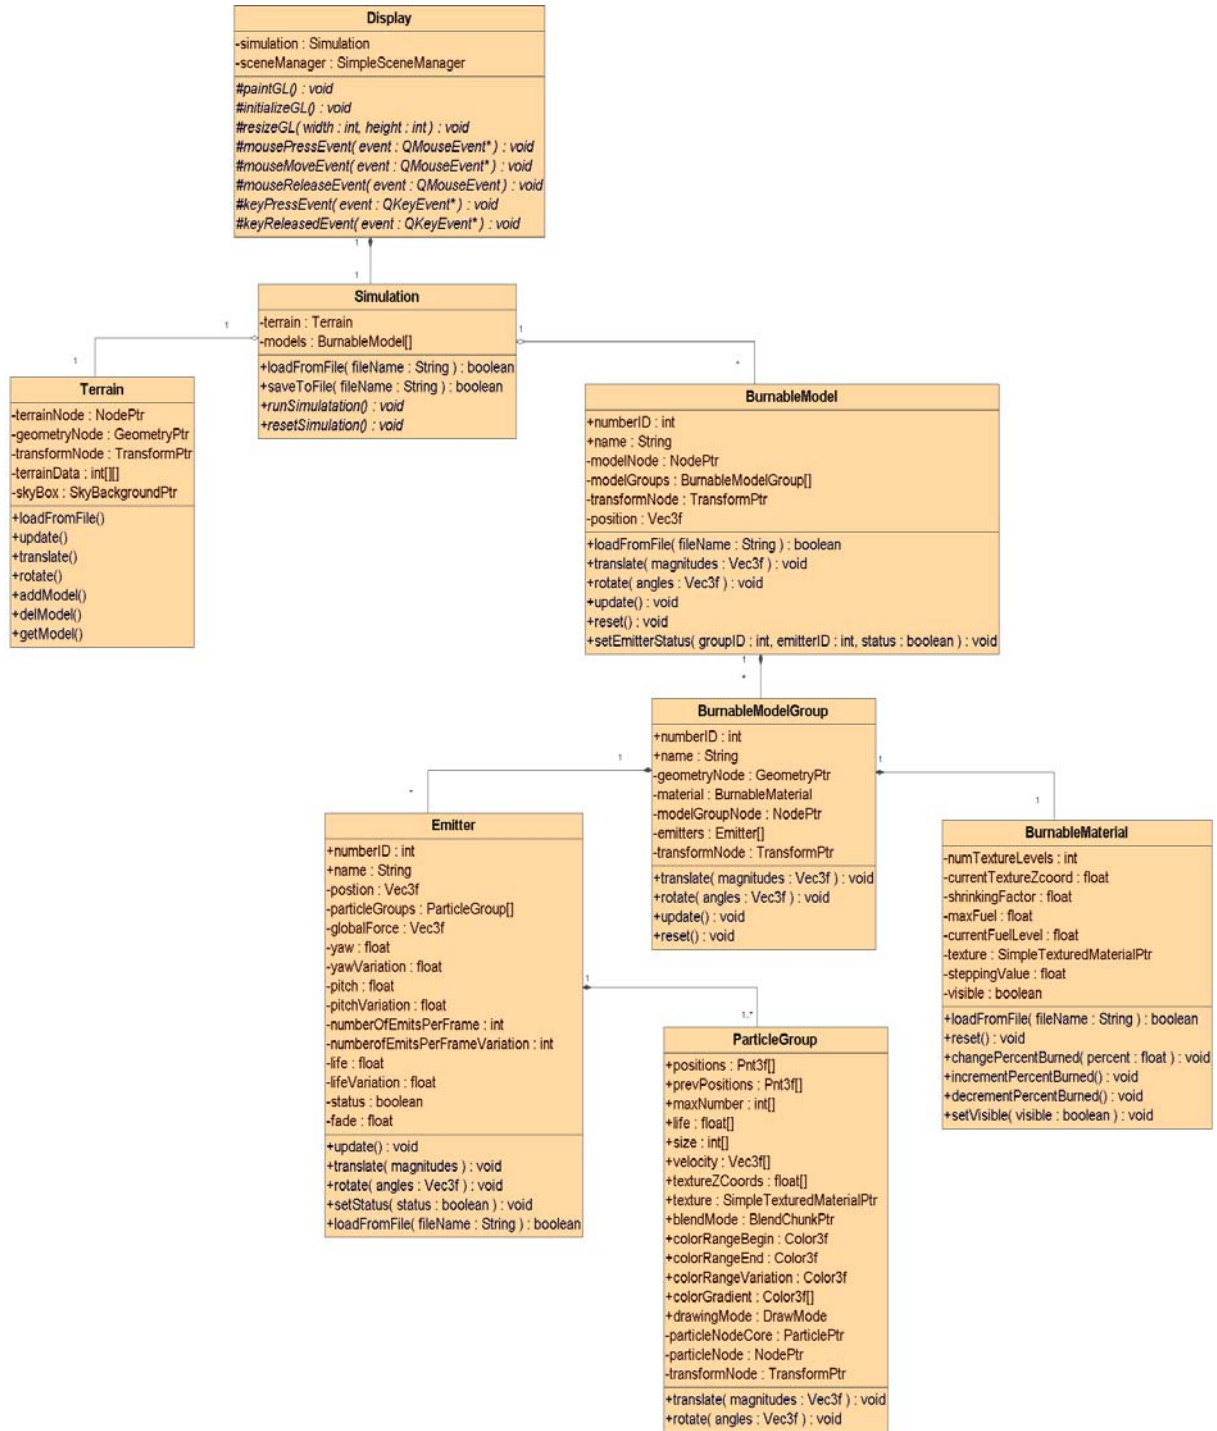 Display
-simulation : Simulation
-sceneManager : SimpleSceneManager
#paintGL() : void
#initializeGL() : void
#resizeGL( width : int, height : int ) : void
#mousePressEvent( event : QMouseEvent* ) : void
#mouseMoveEvent( event : QMouseEvent* ) : void
#mouseReleaseEvent( event : QMouseEvent ) : void
#keyPressEvent( event : QKeyEvent* ) : void
#keyReleasedEvent( event : QKeyEvent* ) : void
1
1
Simulation
-terrain : Terrain
-models : BurnableModel[]
+loadFromFile( fileName : String ) : boolean
+saveToFile( fileName : String ) : boolean
+runSimulatation() : void
+resetSimulation() : void
1
1
1
*
Terrain
-terrainNode : NodePtr
-geometryNode : GeometryPtr
-transformNode : TransformPtr
-terrainData : int[][]
-skyBox : SkyBackgroundPtr
+loadFromFile()
+update()
+translate()
+rotate()
+addModel()
+delModel()
+getModel()
BurnableModel
+numberID : int
+name : String
-modelNode : NodePtr
-modelGroups : BurnableModelGroup[]
-transformNode : TransformPtr
-position : Vec3f
+loadFromFile( fileName : String ) : boolean
+translate( magnitudes : Vec3f ) : void
+rotate( angles : Vec3f ) : void
+update() : void
+reset() : void
+setEmitterStatus( groupID : int, emitterID : int, status : boolean ) : void
1
*
BurnableModelGroup
+numberID : int
+name : String
-geometryNode : GeometryPtr
-material : BurnableMaterial
-modelGroupNode : NodePtr
-emitters : Emitter[]
-transformNode : TransformPtr
+translate( magnitudes : Vec3f ) : void
+rotate( angles : Vec3f ) : void
+update() : void
+reset() : void
1
*
1
1
Emitter
+numberID : int
+name : String
-postion : Vec3f
-particleGroups : ParticleGroup[]
-globalForce : Vec3f
-yaw : float
-yawVariation : float
-pitch : float
-pitchVariation : float
-numberOfEmitsPerFrame : int
-numberofEmitsPerFrameVariation : int
-life : float
-lifeVariation : float
-status : boolean
-fade : float
+update() : void
+translate( magnitudes ) : void
+rotate( angles : Vec3f ) : void
+setStatus( status : boolean ) : void
+loadFromFile( fileName : String ) : boolean
BurnableMaterial
-numTextureLevels : int
-currentTextureZcoord : float
-shrinkingFactor : float
-maxFuel : float
-currentFuelLevel : float
-texture : SimpleTexturedMaterialPtr
-steppingValue : float
-visible : boolean
+loadFromFile( fileName : String ) : boolean
+reset() : void
+changePercentBurned( percent : float ) : void
+incrementPercentBurned() : void
+decrementPercentBurned() : void
+setVisible( visible : boolean ) : void
1
1..*
ParticleGroup
+positions : Pnt3f[]
+prevPositions : Pnt3f[]
+maxNumber : int[]
+life : float[]
+size : int[]
+velocity : Vec3f[]
+textureZCoords : float[]
+texture : SimpleTexturedMaterialPtr
+blendMode : BlendChunkPtr
+colorRangeBegin : Color3f
+colorRangeEnd : Color3f
+colorRangeVariation : Color3f
+colorGradient : Color3f[]
+drawingMode : DrawMode
-particleNodeCore : ParticlePtr
-particleNode : NodePtr
-transformNode : TransformPtr
+translate( magnitudes : Vec3f ) : void
+rotate( angles : Vec3f ) : void